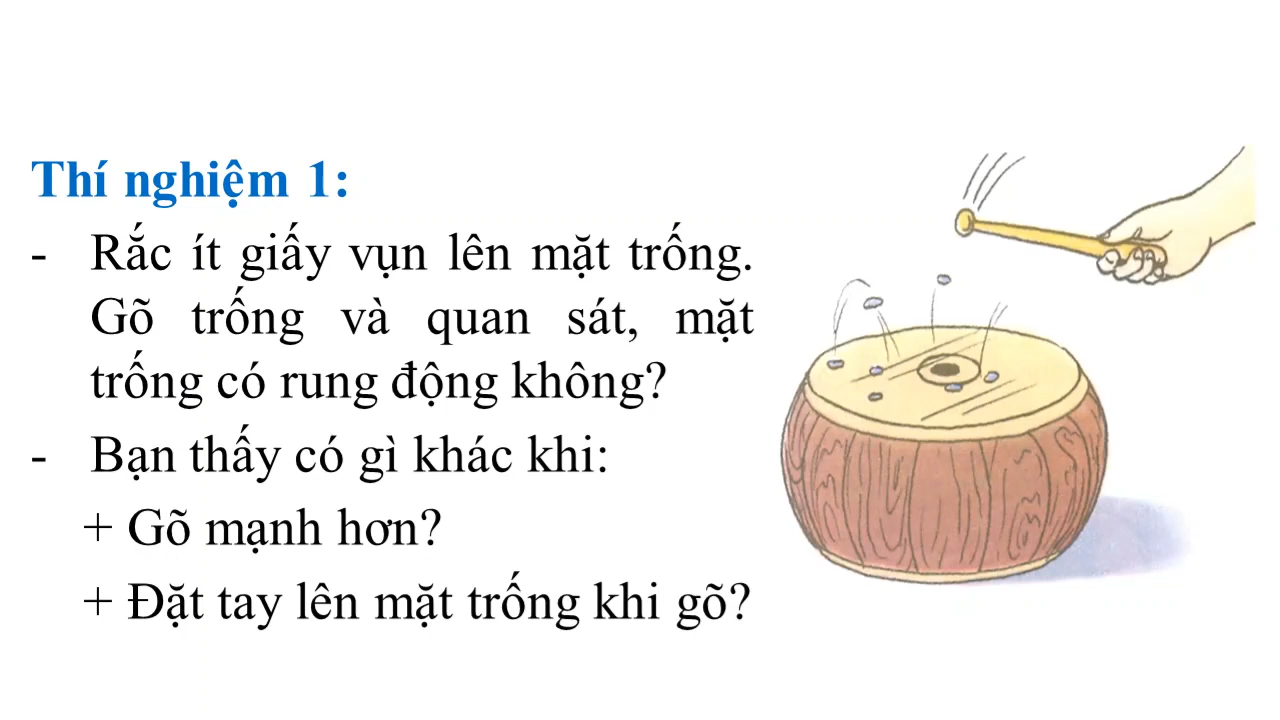 Thí nghiệm 1:
- Rắc ít giấy vụn lên mặt trống.
Gõ trống và quan sát, mặt
trống có rung động không?
- Bạn thấy có gì khác khi:
+ Gõ mạnh hơn?
+ Đặt tay lên mặt trống khi gõ?